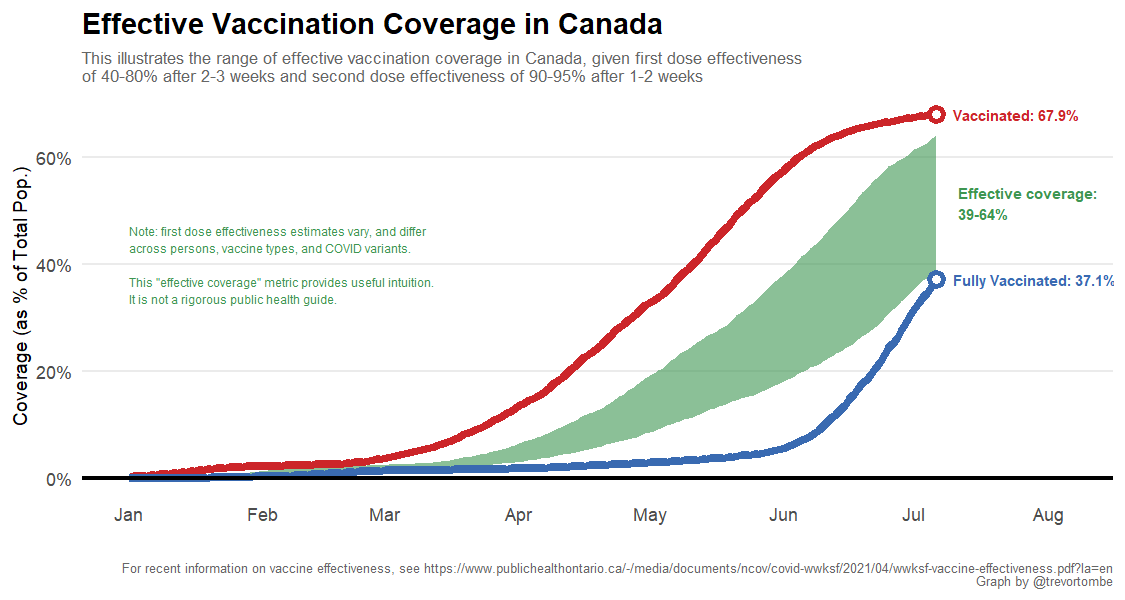 Effective Vaccination Coverage in Canada
This illustrates the range of effective vaccination coverage in Canada, given first dose effectiveness
of 40-80% after 2-3 weeks and second dose effectiveness of 90-95% after 1-2 weeks
Coverage (as % of Total Pop.)
60%
40%
20%
0%
Vaccinated: 67.9%
Effective coverage:
39-64%
Fully Vaccinated: 37.1%
Note: first dose effectiveness estimates vary, and differ
across persons, vaccine types, and COVID variants.
This "effective coverage" metric provides useful intuition.
It is not a rigorous public health guide.
Jan Feb Mar Apr May Jun Jul Aug
For recent information on vaccine effectiveness, see https://www.publichealthontario.ca/-/media/documents/ncov/covid-wwksf/2021/04/wwksf-vaccine-effectiveness.pdf?la=en
Graph by @trevortombe